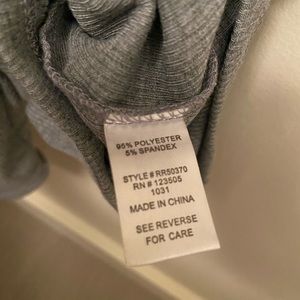 95% POLYESTER
5% SPANDEX
STYLE # RR50370
RN # 123505
1031
MADE IN CHINA
SEE REVERSE
FOR CARE